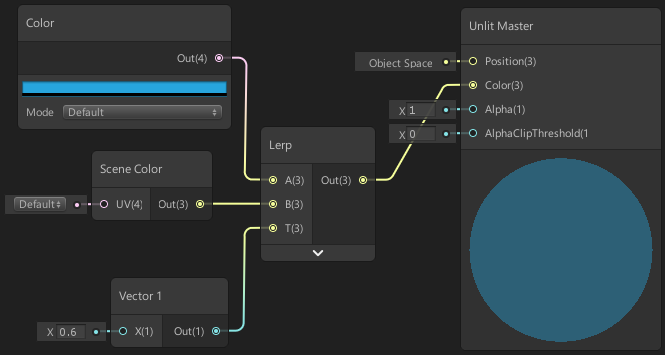 Color
Out(4)
Mode Default
Scene Color
Default UV(4) Out(3)
Vector 1
X 0.6 X(1) Out(1)
Lerp
A(3) Out(3)
B(3)
T(3)
Unlit Master
Object Space Position(3)
Color(3)
X 1 Alpha(1)
X 0 AlphaClipThreshold(1